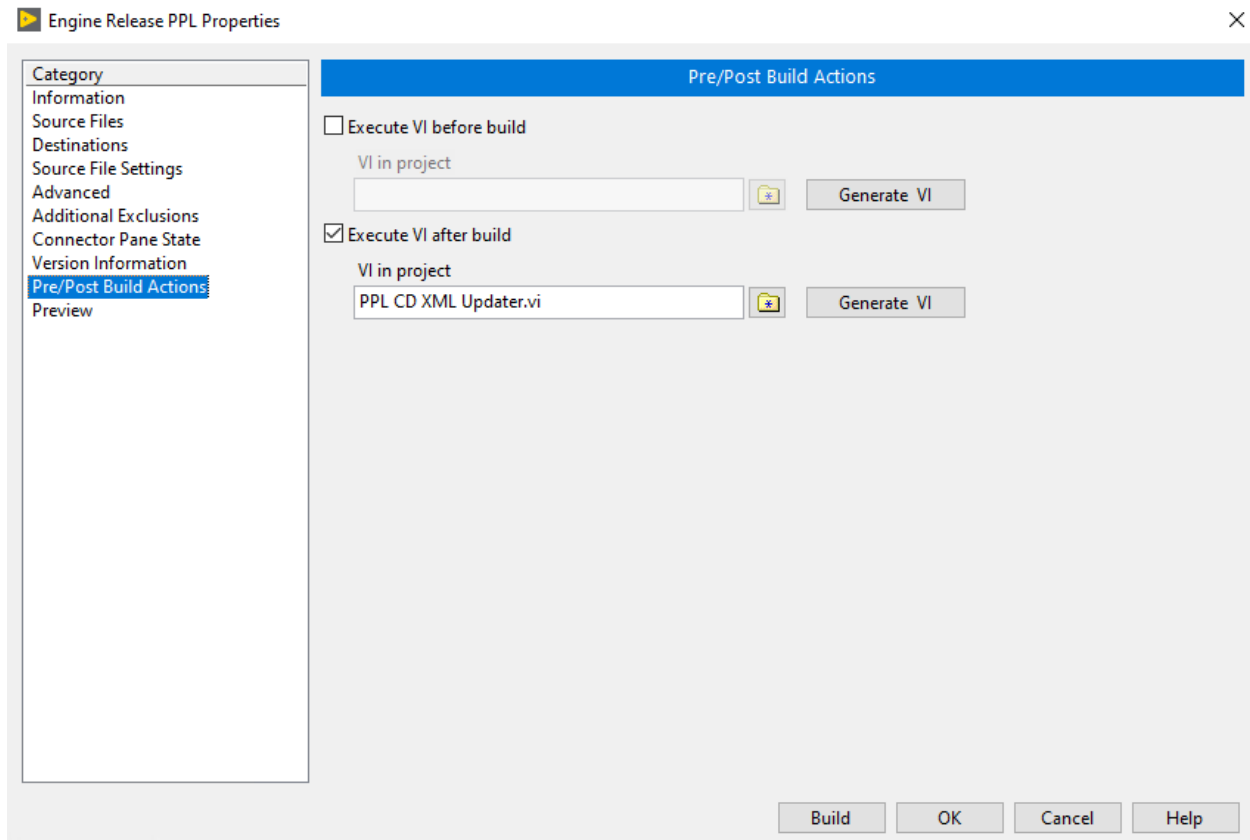 Engine Release PPL Properties
Category
Information
Source Files
Destinations
Source File Settings
Advanced
Additional Exclusions
Connector Pane State
Version Information
Pre/Post Build Actions
Preview
Pre/Post Build Actions
Execute VI before build
VI in project
Generate VI
Execute VI after build
VI in project
PPL CD XML Updater.vi
Generate VI
Build
OK
Cancel
Help